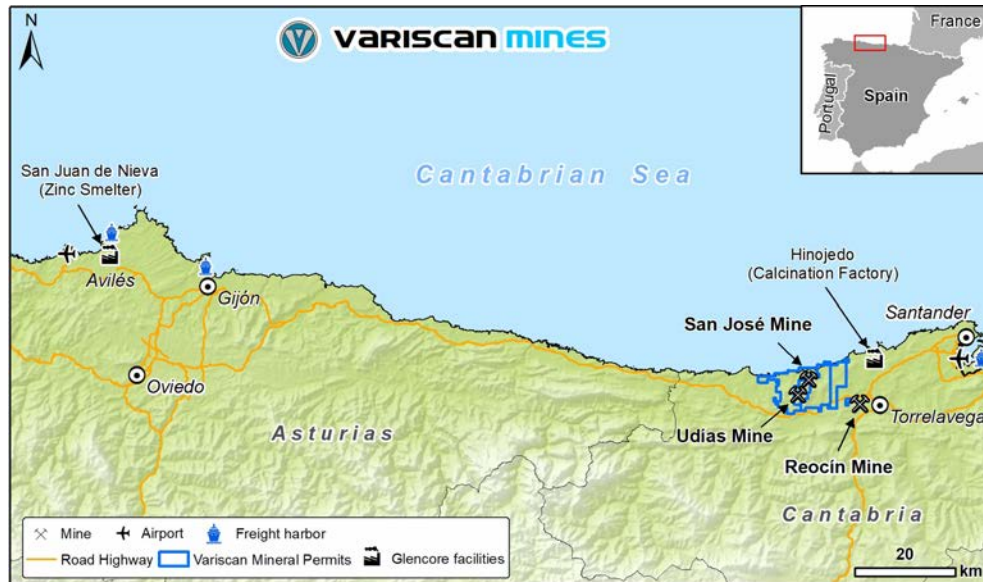 N
VARISCAN MINES
France
Portugal
Spain
Cantabrian Sea
San Juan de Nieva
(Zinc Smelter)
Avilés
Gijón
Oviedo
Asturias
Hinojedo
(Calcination Factory)
Santander
San José Mine
Udías Mine
Torrelavega
Reocín Mine
Cantabria
Mine
Airport
Freight harbor
Road Highway
Variscan Mineral Permits
Glencore facilities
20
km